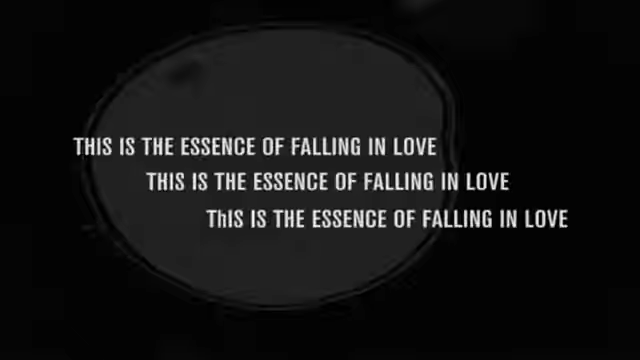 THIS IS THE ESSENCE OF FALLING IN LOVE
THIS IS THE ESSENCE OF FALLING IN LOVE
ThIS IS THE ESSENCE OF FALLING IN LOVE